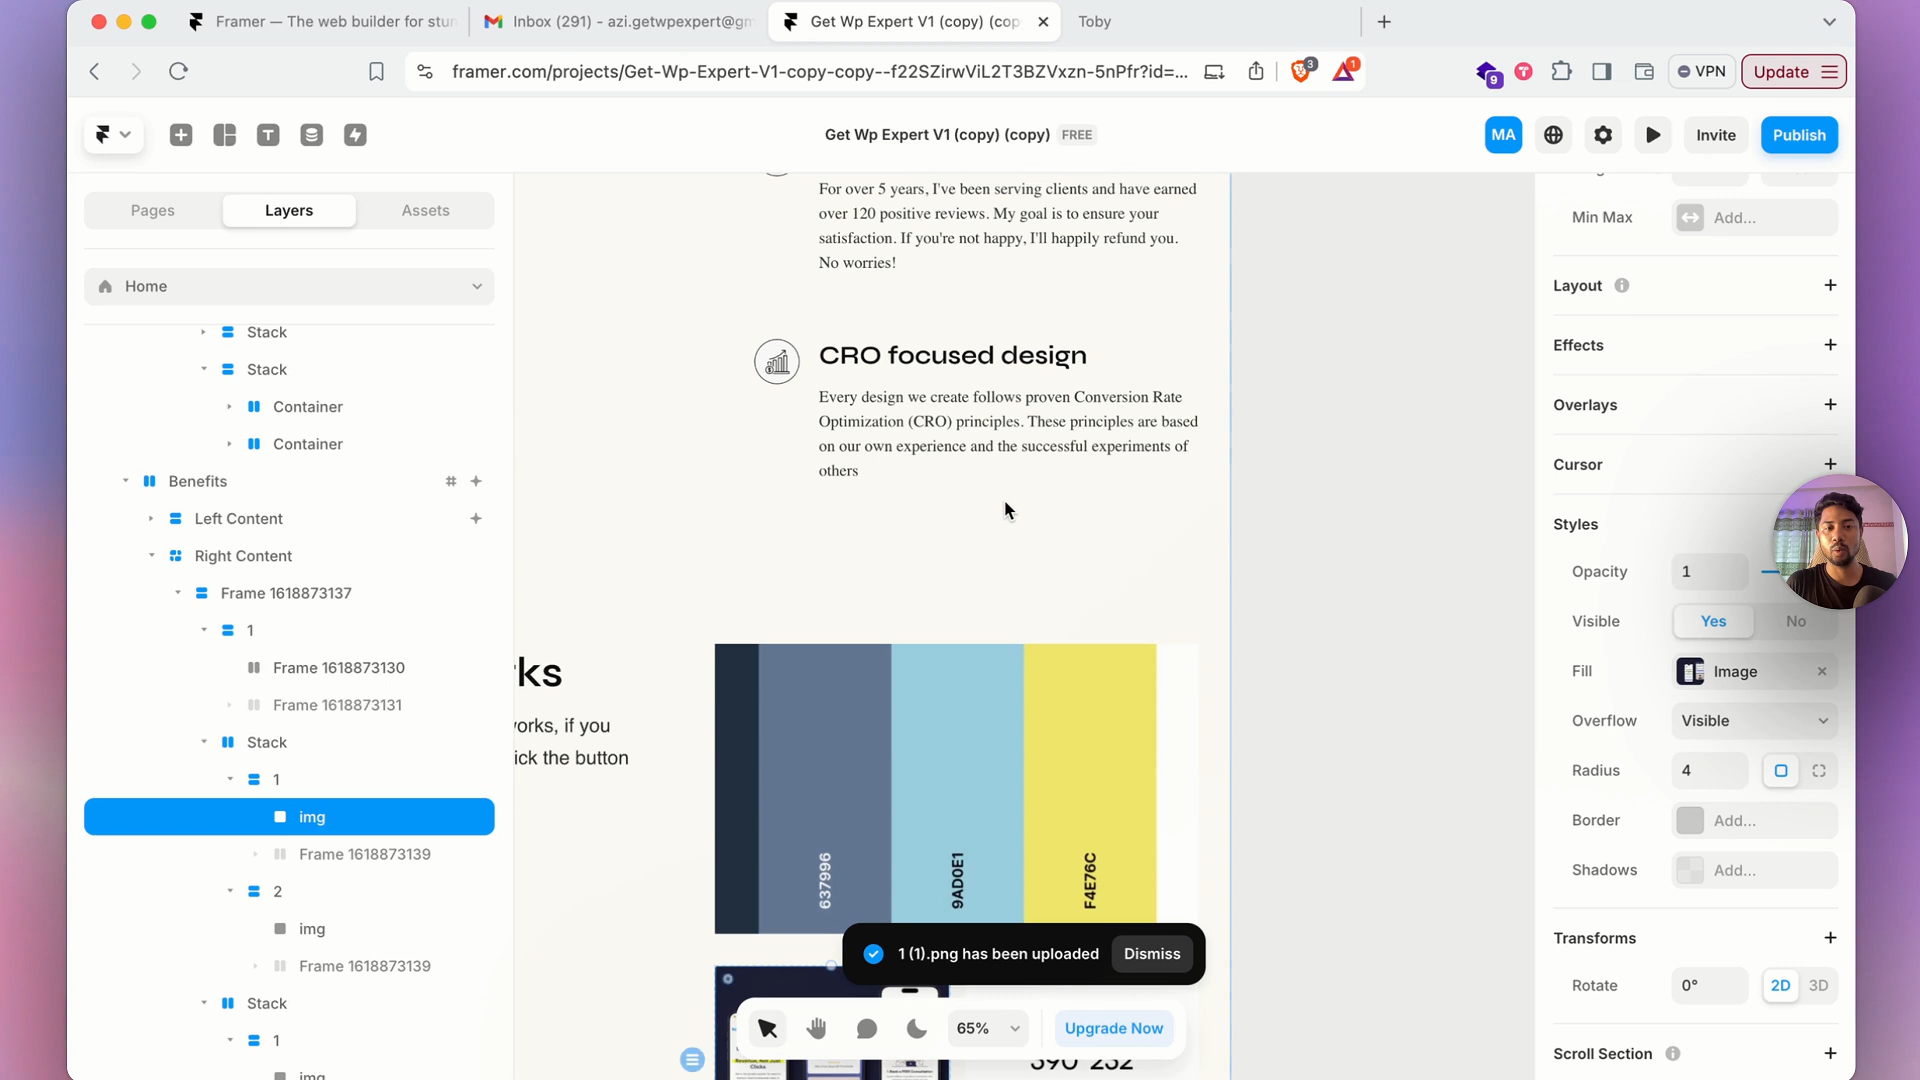 Framer — The web builder for stun
Inbox (291) - azi.getwpexpert@gm
Get Wp Expert V1 (copy) (cop
Toby
framer.com/projects/Get-Wp-Expert-V1-copy-copy--f22SZirwViL2T3BZVxzn-5nPfr?id=...
3
1
9
VPN
Update
Get Wp Expert V1 (copy) (copy) FREE
MA
Invite
Publish
Pages
Layers
Assets
Home
Stack
Stack
Container
Container
Benefits
Left Content
Right Content
Frame 1618873137
1
Frame 1618873130
Frame 1618873131
Stack
1
img
Frame 1618873139
2
img
Frame 1618873139
Stack
1
img
For over 5 years, I've been serving clients and have earned
over 120 positive reviews. My goal is to ensure your
satisfaction. If you're not happy, I'll happily refund you.
No worries!
CRO focused design
Every design we create follows proven Conversion Rate
Optimization (CRO) principles. These principles are based
on our own experience and the successful experiments of
others
rks
orks, if you
ick the button
637996
9AD0E1
F4E76C
1 (1).png has been uploaded
Dismiss
65%
Upgrade Now
Min Max
Add...
Layout
Effects
Overlays
Cursor
Styles
Opacity
1
Visible
Yes
No
Fill
Image
Overflow
Visible
Radius
4
Border
Add...
Shadows
Add...
Transforms
Rotate
0°
2D
3D
Scroll Section